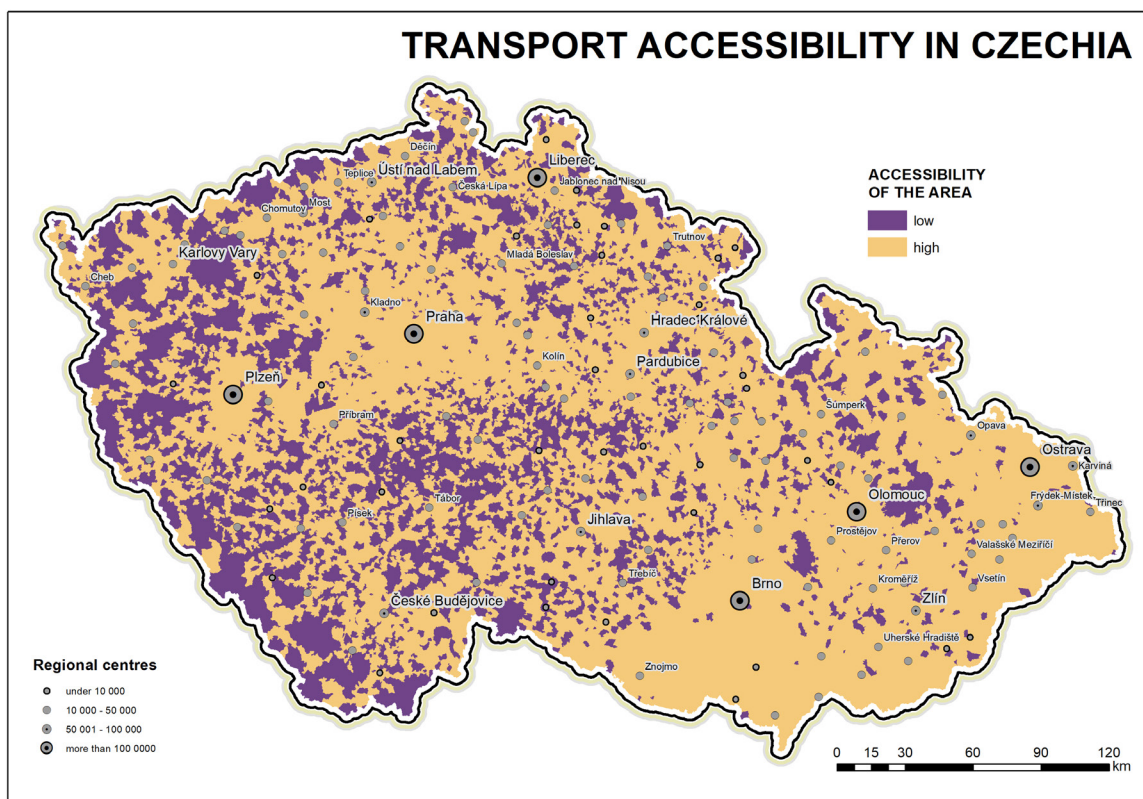 TRANSPORT ACCESSIBILITY IN CZECHIA
ACCESSIBILITY
OF THE AREA
low
high
Děčín
Liberec
Teplice
Ústí nad Labem
Česká Lípa
Jablonec nad Nisou
Most
Chomutov
Trutnov
Karlovy Vary
Mladá Boleslav
Cheb
Kladno
Praha
Hradec Králové
Kolín
Pardubice
Plzeň
Příbram
Šumperk
Opava
Ostrava
Karviná
Tábor
Olomouc
Frýdek-Místek
Třinec
Písek
Jihlava
Prostějov
Přerov
Valašské Meziříčí
Třebíč
Brno
Kroměříž
Vsetín
České Budějovice
Zlín
Uherské Hradiště
Znojmo
Regional centres
under 10 000
10 000 - 50 000
50 001 - 100 000
more than 100 0000
0 15 30 60 90 120
km